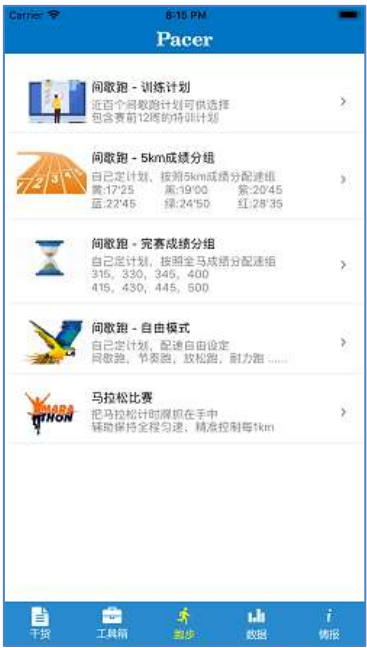 Carrier
8:15 PM
Pacer
间歇跑 - 训练计划
近百个间歇跑计划可供选择
包含赛前12周的特训计划
间歇跑 - 5km成绩分组
自己定计划，按照5km成绩分配速组
黄:17'25 黑:19'00 紫:20'45
蓝:22'45 绿:24'50 红:28'35
1 2 3 4
间歇跑 - 完赛成绩分组
自己定计划，按照全马成绩分配速组
315，330，345，400
415，430，445，500
间歇跑 - 自由模式
自己定计划，配速自由设定
间歇跑，节奏跑，放松跑，耐力跑 ......
MARA
THON
马拉松比赛
把马拉松计时牌抓在手中
辅助保持全程匀速，精准控制每1km
干货
工具箱
跑步
数据
情报